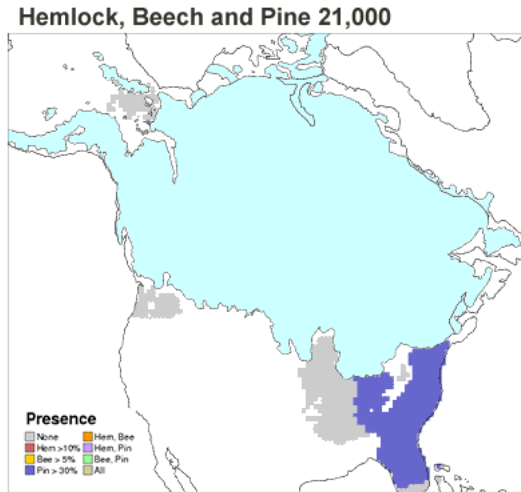 Hemlock, Beech and Pine 21,000
Presence
None
Hem >10%
Bee > 5%
Pin > 30%
Hem, Bee
Hem, Pin
Bee, Pin
All